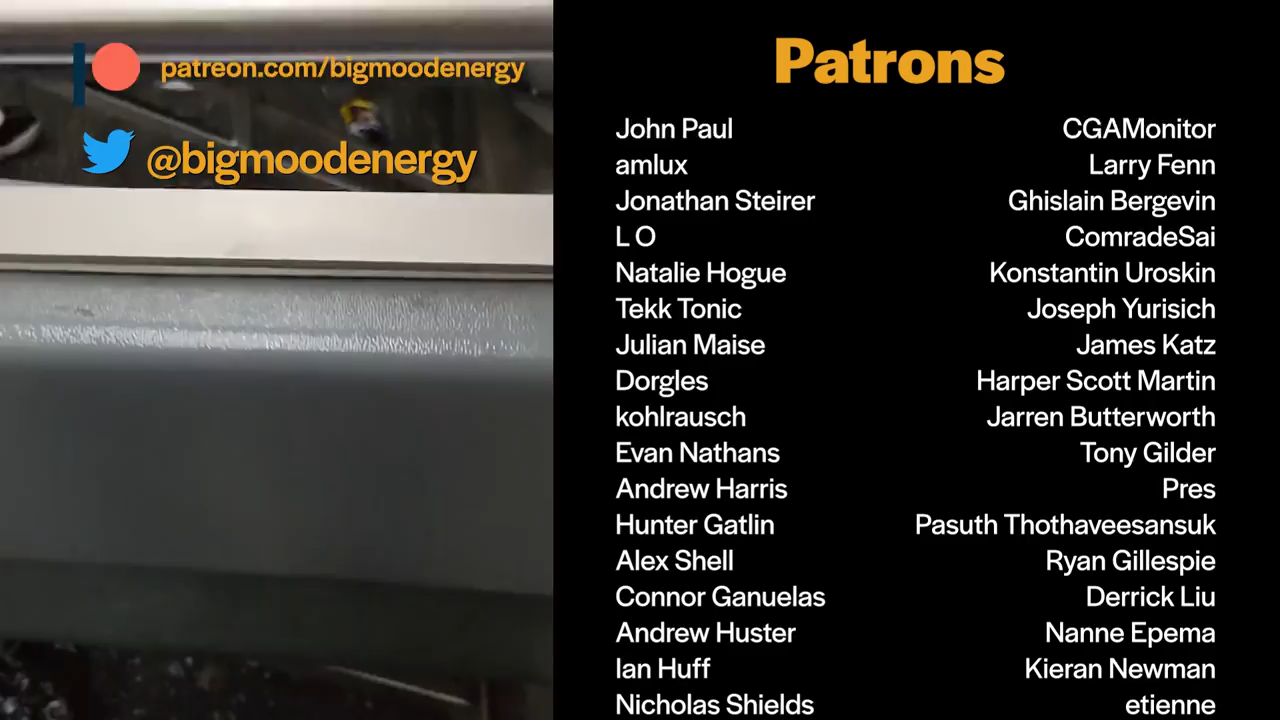 patreon.com/bigmoodenergy
@bigmoodenergy
Patrons
John Paul
amlux
Jonathan Steirer
L O
Natalie Hogue
Tekk Tonic
Julian Maise
Dorgles
kohlrausch
Evan Nathans
Andrew Harris
Hunter Gatlin
Alex Shell
Connor Ganuelas
Andrew Huster
Ian Huff
Nicholas Shields
CGAMonitor
Larry Fenn
Ghislain Bergevin
ComradeSai
Konstantin Uroskin
Joseph Yurisich
James Katz
Harper Scott Martin
Jarren Butterworth
Tony Gilder
Pres
Pasuth Thothaveesansuk
Ryan Gillespie
Derrick Liu
Nanne Epema
Kieran Newman
etienne